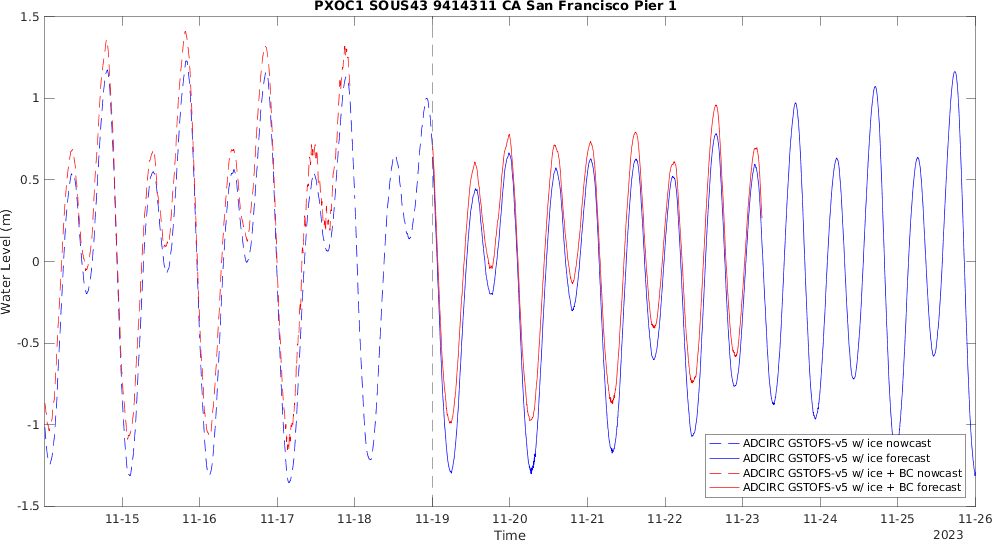 PXOC1 SOUS43 9414311 CA San Francisco Pier 1
1.5
1
0.5
0
-0.5
-1
-1.5
Water Level (m)
11-15
11-16
11-17
11-18
11-19
11-20
11-21
11-22
11-23
11-24
11-25
11-26
Time
2023
ADCIRC GSTOFS-v5 w/ ice nowcast
ADCIRC GSTOFS-v5 w/ ice forecast
ADCIRC GSTOFS-v5 w/ ice + BC nowcast
ADCIRC GSTOFS-v5 w/ ice + BC forecast